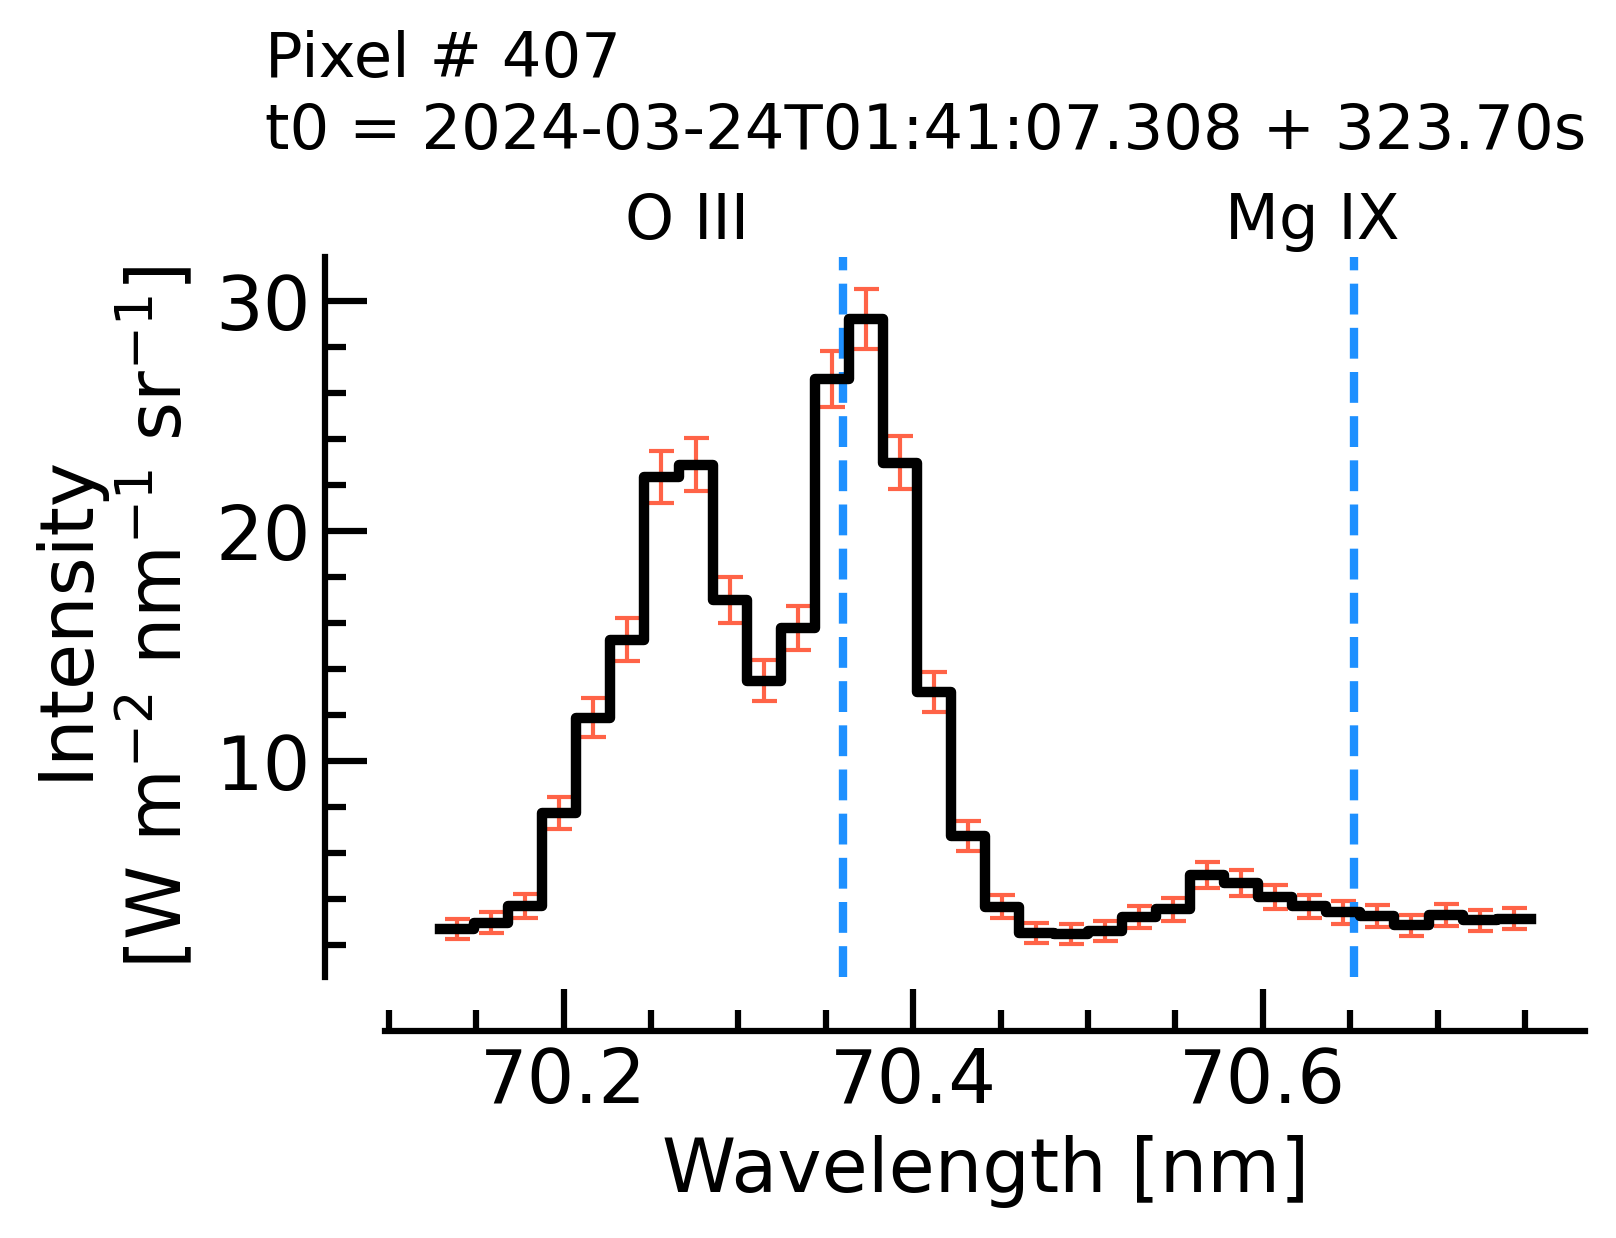 Pixel # 407
t0 = 2024-03-24T01:41:07.308 + 323.70s
O III Mg IX
Intensity
[W m⁻² nm⁻¹ sr⁻¹]
30
20
10
70.2 70.4 70.6
Wavelength [nm]